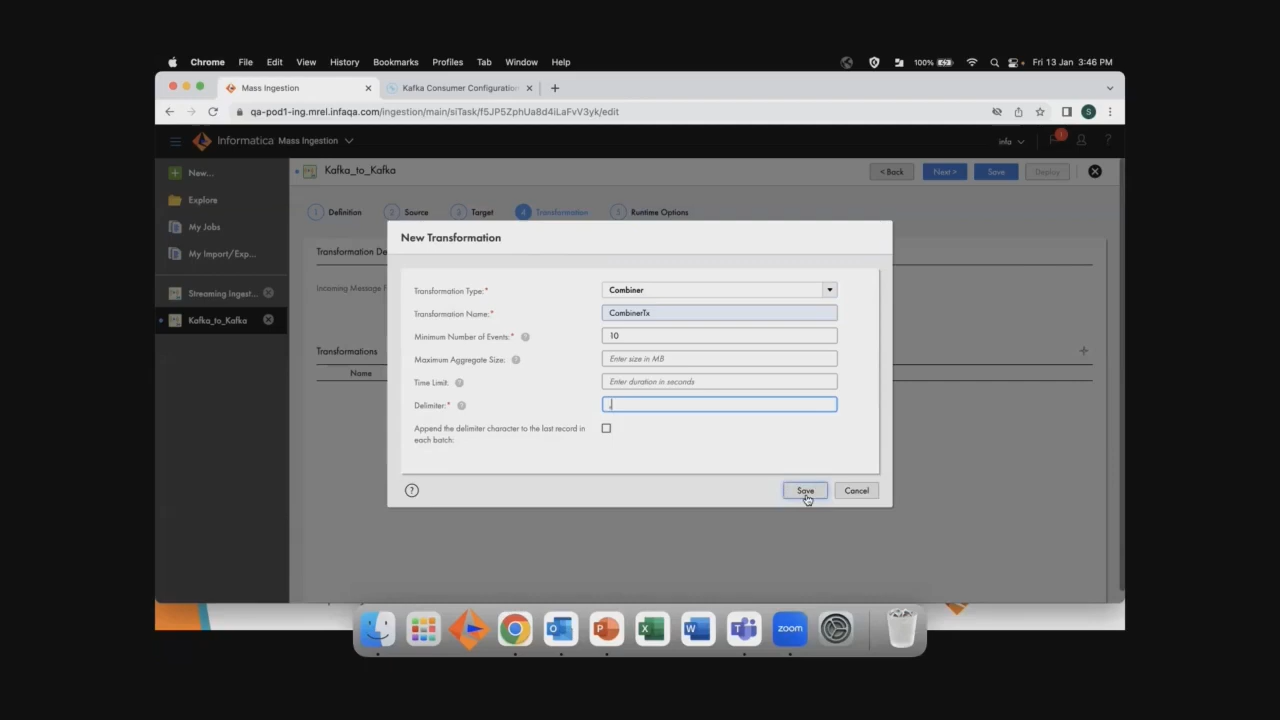 Chrome File Edit View History Bookmarks Profiles Tab Window Help 100% Fri 13 Jan 3:46 PM
Mass Ingestion Kafka Consumer Configuration
qa-pod1-ing.mrel.infaqa.com/ingestion/main/siTask/f5JP5ZphUa8d4iLaFvV3yk/edit S
Informatica Mass Ingestion infa 1 ?
New... Kafka_to_Kafka < Back Next > Save Deploy
Explore 1 Definition 2 Source 3 Target 4 Transformation 5 Runtime Options
My Jobs
My Import/Exp...
Streaming Ingest...
Kafka_to_Kafka
Transformation De
Incoming Message F
Transformations
Name
New Transformation
Transformation Type:* Combiner
Transformation Name:* CombinerTx
Minimum Number of Events:* ? 10
Maximum Aggregate Size: ? Enter size in MB
Time Limit: ? Enter duration in seconds
Delimiter:* ? ,
Append the delimiter character to the last record in
each batch:
? Save Cancel
O P X W T zoom